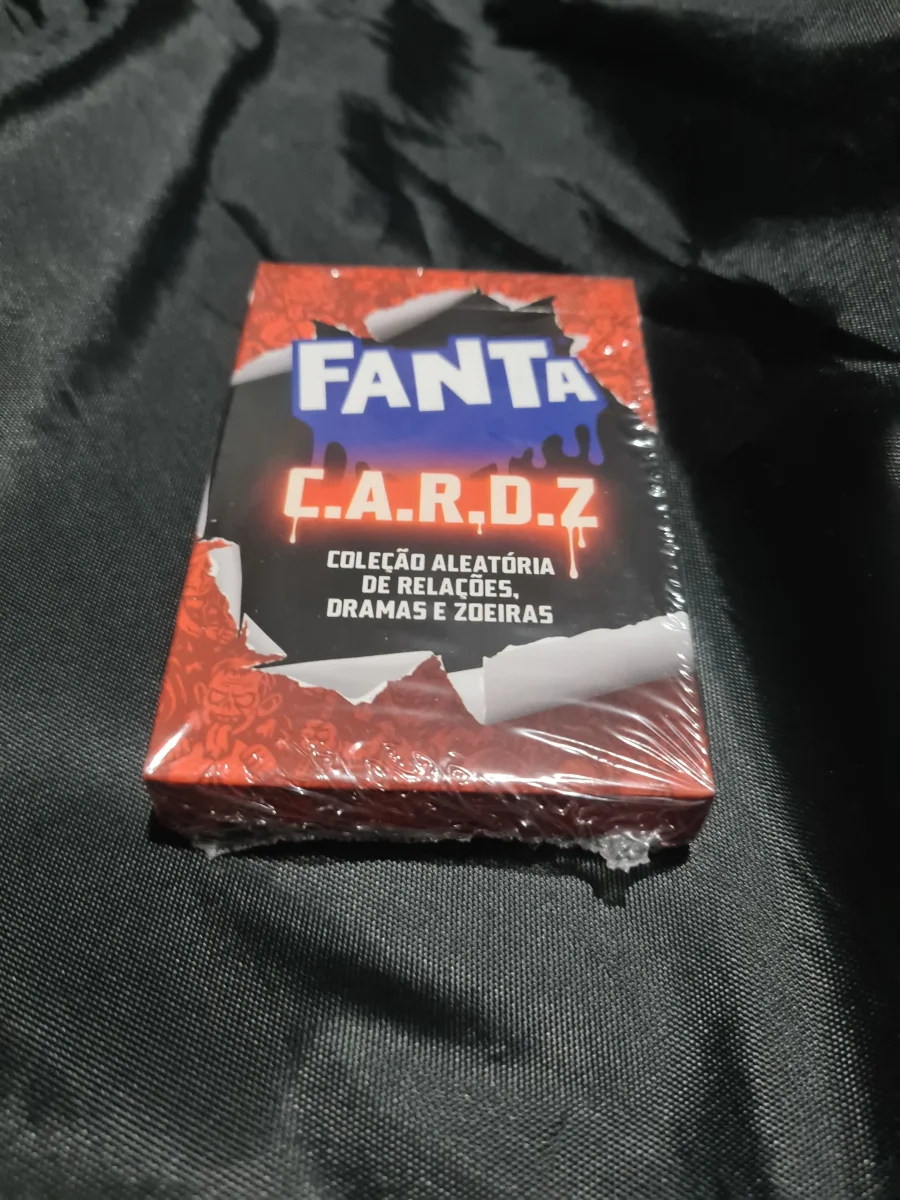 FANTA
C.A.R.D.Z
COLEÇÃO ALEATÓRIA
DE RELAÇÕES,
DRAMAS E ZOEIRAS